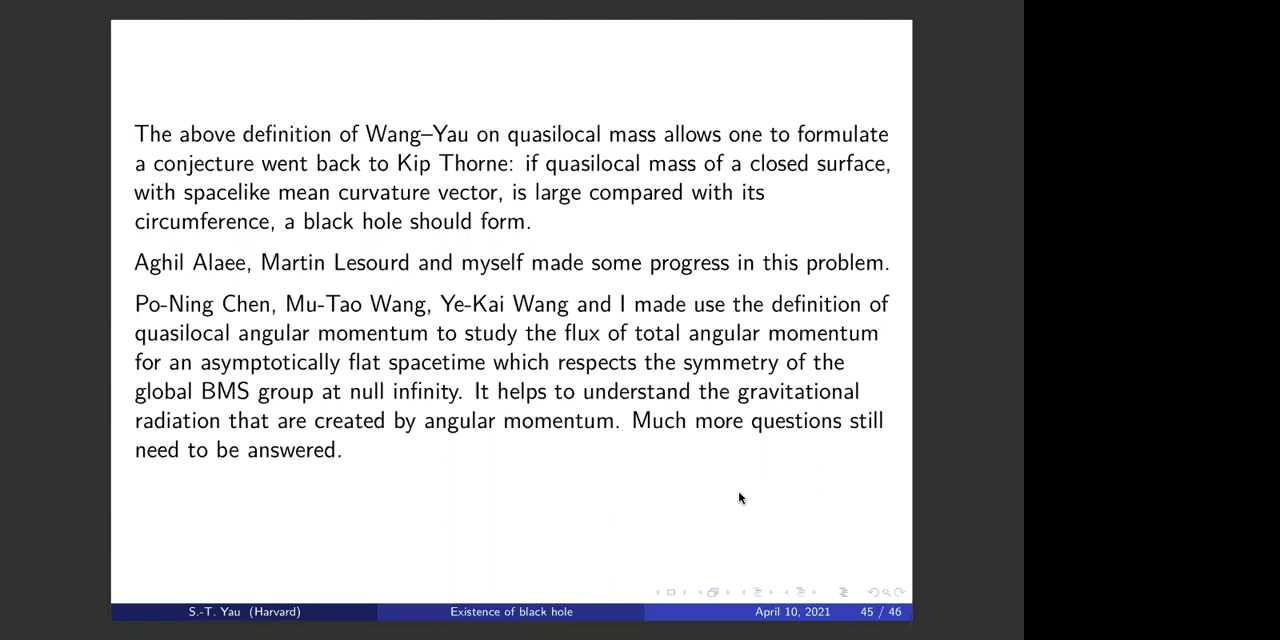 The above definition of Wang–Yau on quasilocal mass allows one to formulate
a conjecture went back to Kip Thorne: if quasilocal mass of a closed surface,
with spacelike mean curvature vector, is large compared with its
circumference, a black hole should form.
Aghil Alaee, Martin Lesourd and myself made some progress in this problem.
Po-Ning Chen, Mu-Tao Wang, Ye-Kai Wang and I made use the definition of
quasilocal angular momentum to study the flux of total angular momentum
for an asymptotically flat spacetime which respects the symmetry of the
global BMS group at null infinity. It helps to understand the gravitational
radiation that are created by angular momentum. Much more questions still
need to be answered.
S.-T. Yau (Harvard) Existence of black hole April 10, 2021 45 / 46